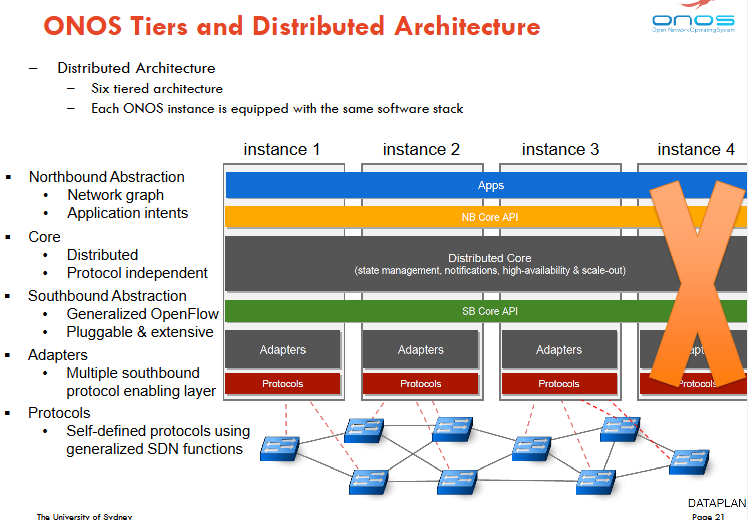 ONOS Tiers and Distributed Architecture
onos
Open Network Operating System
– Distributed Architecture
– Six tiered architecture
– Each ONOS instance is equipped with the same software stack
instance 1 instance 2 instance 3 instance 4
▪ Northbound Abstraction
• Network graph
• Application intents
▪ Core
• Distributed
• Protocol independent
▪ Southbound Abstraction
• Generalized OpenFlow
• Pluggable & extensive
▪ Adapters
• Multiple southbound
protocol enabling layer
▪ Protocols
• Self-defined protocols using
generalized SDN functions
Apps
NB Core API
Distributed Core
(state management, notifications, high-availability & scale-out)
SB Core API
Adapters Adapters Adapters
Protocols Protocols Protocols Protocols
DATAPLAN
The University of Sydney Page 21